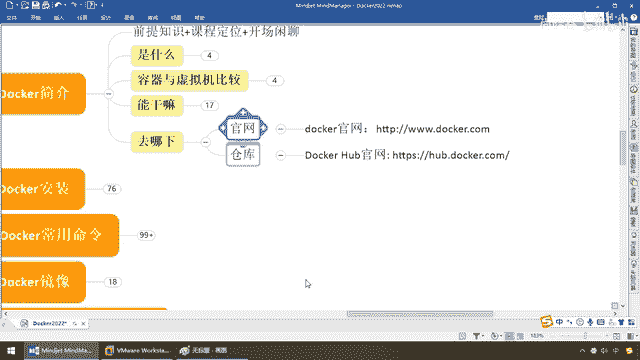 Mindjet MindManager - Docker2022.mmap
前提知识+课程定位+开场闲聊
是什么
4
容器与虚拟机比较
4
Docker简介
能干嘛
17
去哪下
官网
docker官网：http://www.docker.com
仓库
Docker Hub官网: https://hub.docker.com/
Docker安装
76
Docker常用命令
99+
Docker镜像
18
Docker2022*
中
163%
Mindjet MindMa...
VMware Worksta...
无标题 - 画图
中